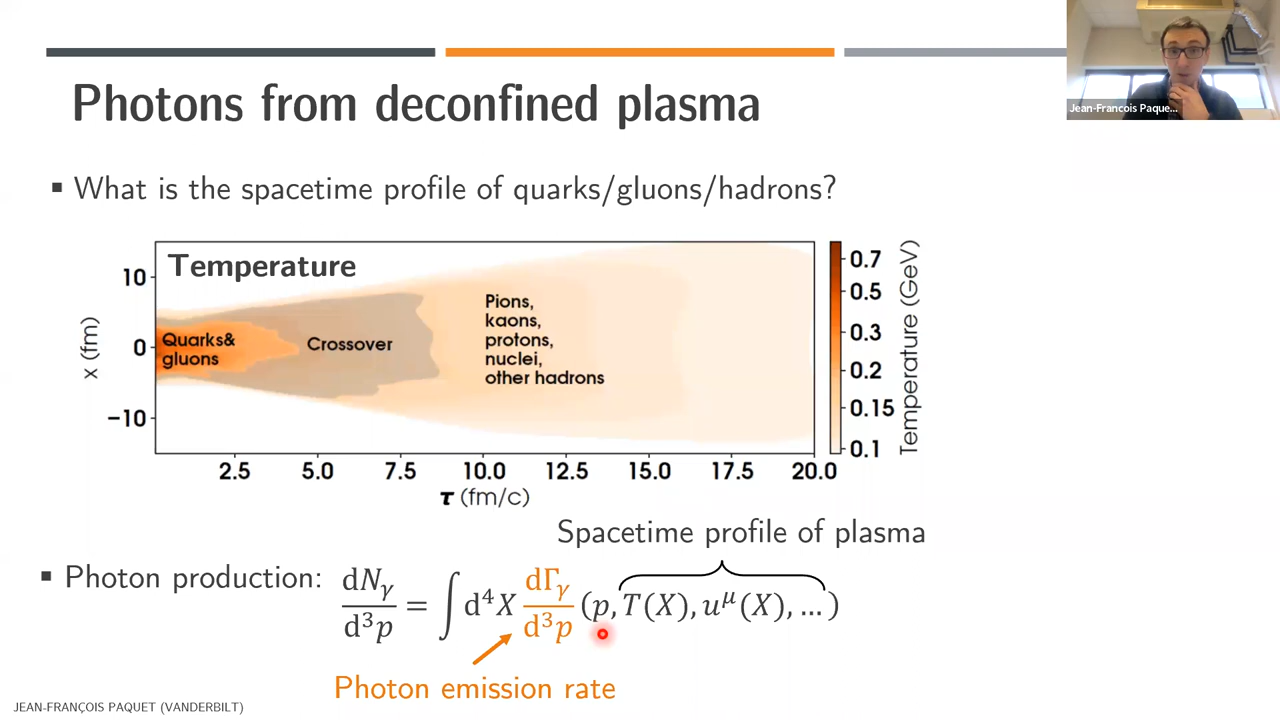 Jean-Francois Paque...
Photons from deconfined plasma
▪ What is the spacetime profile of quarks/gluons/hadrons?
Temperature
Quarks&
gluons
Crossover
Pions,
kaons,
protons,
nuclei,
other hadrons
x (fm)
10
0
−10
2.5 5.0 7.5 10.0 12.5 15.0 17.5 20.0
τ (fm/c)
0.7
0.5
0.3
0.2
0.15
0.1
Temperature (GeV)
Spacetime profile of plasma
▪ Photon production: dNγ/d³p = ∫ d⁴X dΓγ/d³p (p, T(X), u^μ(X), ...)
Photon emission rate
JEAN-FRANÇOIS PAQUET (VANDERBILT)